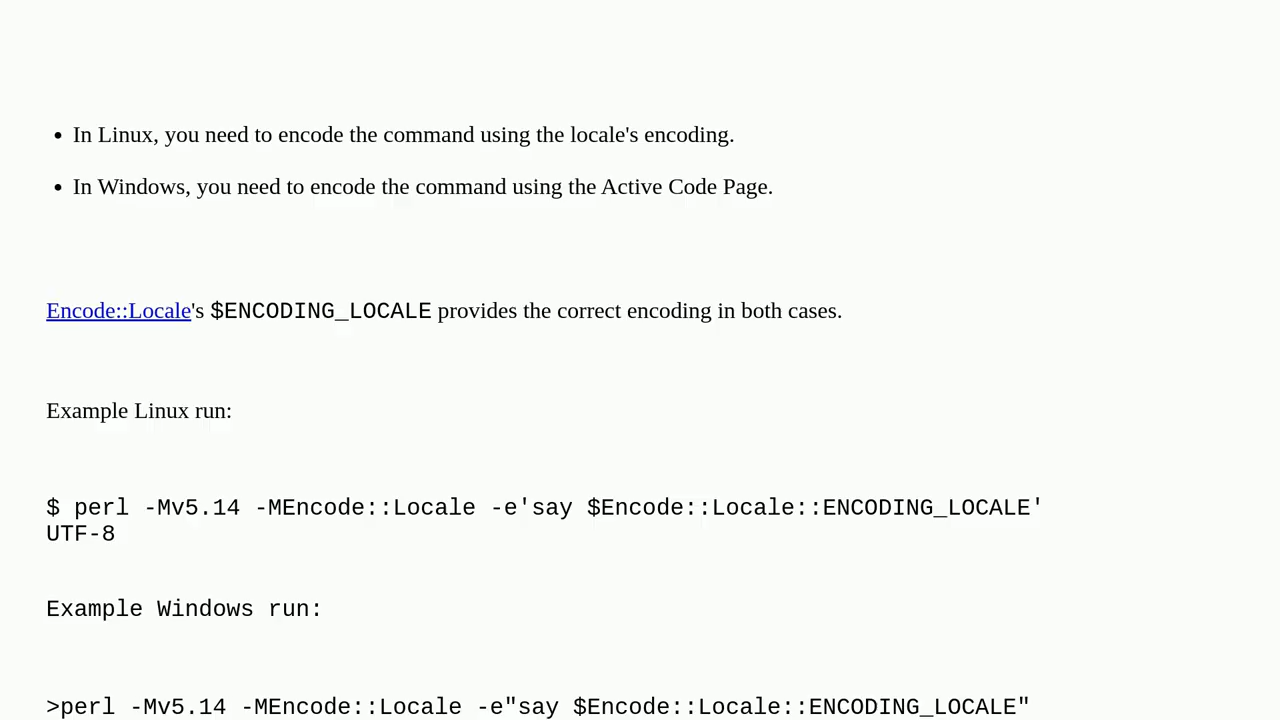 • In Linux, you need to encode the command using the locale's encoding.
• In Windows, you need to encode the command using the Active Code Page.
Encode::Locale's $ENCODING_LOCALE provides the correct encoding in both cases.
Example Linux run:
$ perl -Mv5.14 -MEncode::Locale -e'say $Encode::Locale::ENCODING_LOCALE'
UTF-8
Example Windows run:
>perl -Mv5.14 -MEncode::Locale -e"say $Encode::Locale::ENCODING_LOCALE"